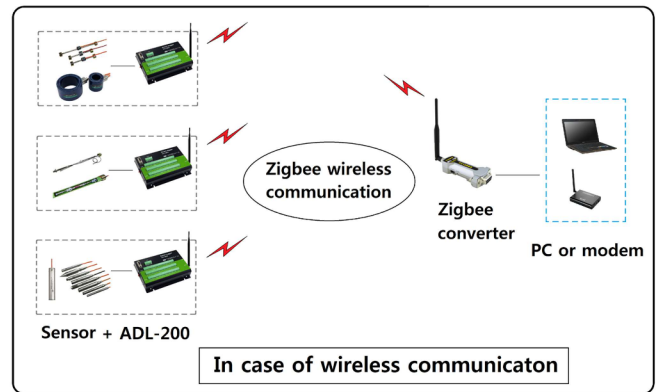 Zigbee wireless
communication
Zigbee
converter
PC or modem
Sensor + ADL-200
In case of wireless communicaton